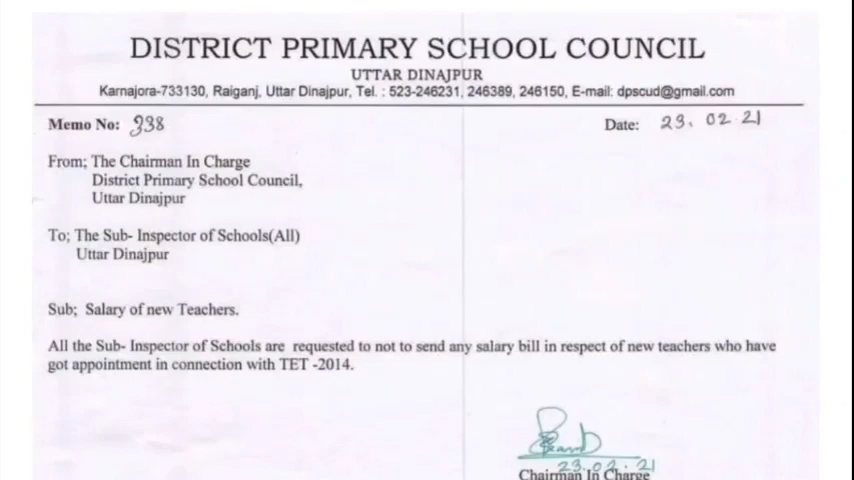 DISTRICT PRIMARY SCHOOL COUNCIL
UTTAR DINAJPUR
Karnajora-733130, Raiganj, Uttar Dinajpur, Tel. : 523-246231, 246389, 246150, E-mail: dpscud@gmail.com
Memo No: 338 Date: 23.02.21
From; The Chairman In Charge
District Primary School Council,
Uttar Dinajpur
To; The Sub- Inspector of Schools(All)
Uttar Dinajpur
Sub; Salary of new Teachers.
All the Sub- Inspector of Schools are requested to not to send any salary bill in respect of new teachers who have
got appointment in connection with TET -2014.
23.02.21
Chairman In Charge